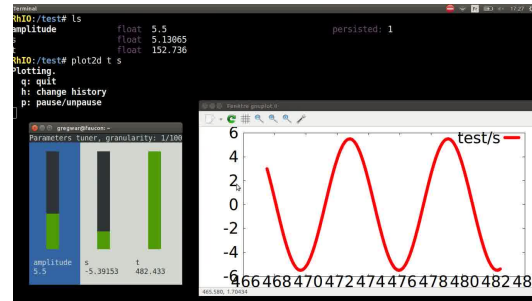 Terminal
17:27
RhIO:/test# ls
amplitude float 5.5 persisted: 1
s float 5.13065
t float 152.736
RhIO:/test# plot2d t s
Plotting.
q: quit
h: change history
p: pause/unpause
gregwar@faucon: ~
Parameters tuner, granularity: 1/100
amplitude s t
5.5 -5.39153 482.433
Fenêtre gnuplot 0
test/s
6
4
2
0
-2
-4
-6
466 468 470 472 474 476 478 480 482 48
465.580, 1.70434